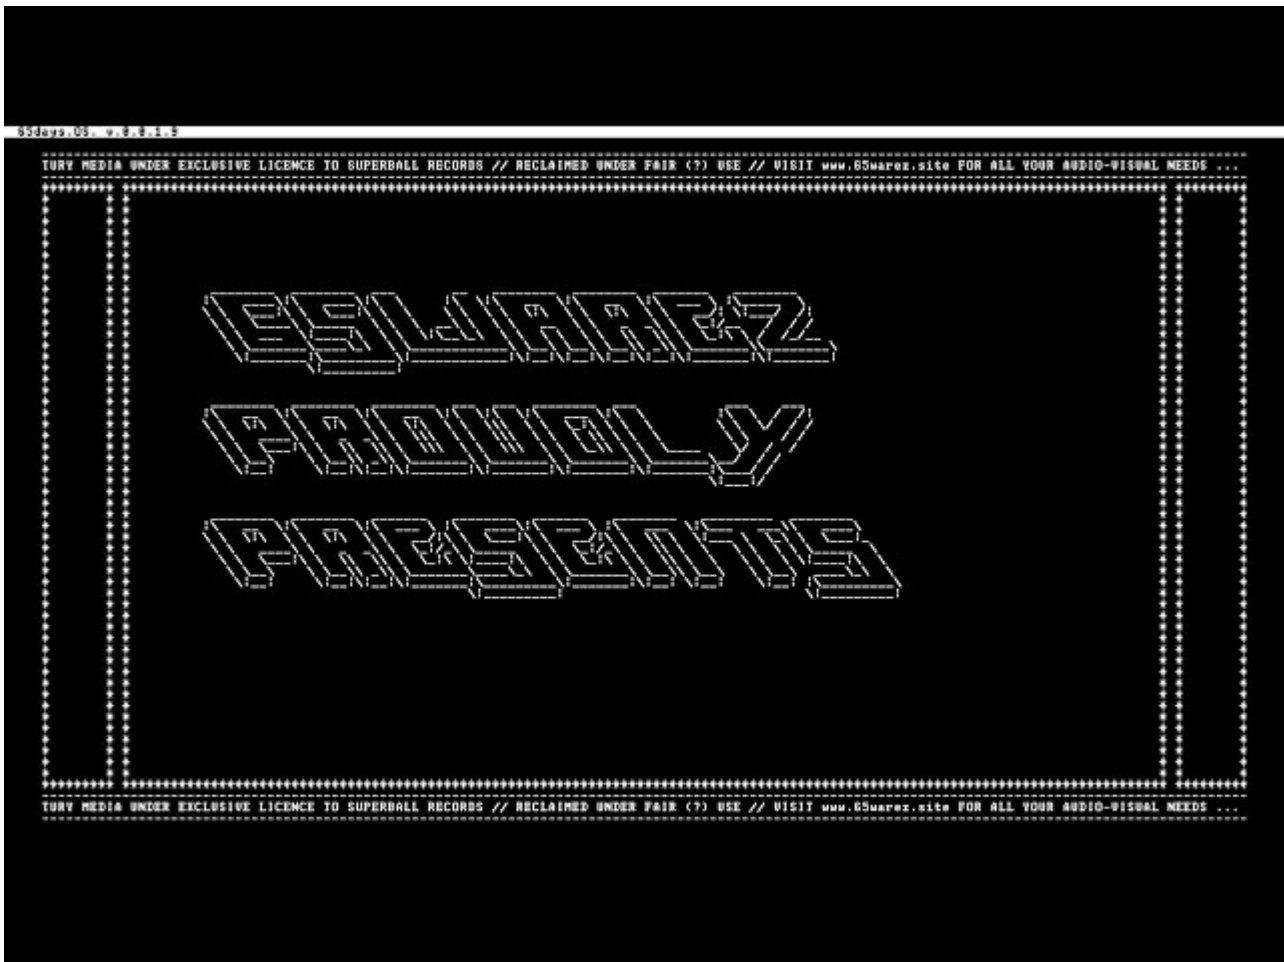 65days.OS. v.0.0.1.9
TURY MEDIA UNDER EXCLUSIVE LICENCE TO SUPERBALL RECORDS // RECLAIMED UNDER FAIR (?) USE // VISIT www.65warez.site FOR ALL YOUR AUDIO-VISUAL NEEDS ...
65WAREZ
PROUDLY
PRESENTS
TURY MEDIA UNDER EXCLUSIVE LICENCE TO SUPERBALL RECORDS // RECLAIMED UNDER FAIR (?) USE // VISIT www.65warez.site FOR ALL YOUR AUDIO-VISUAL NEEDS ...